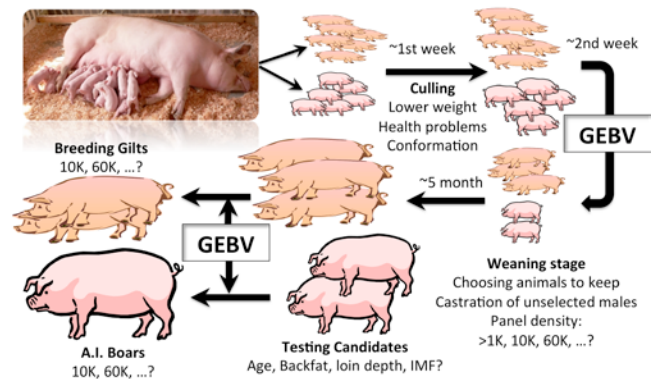 ~1st week
Culling
Lower weight
Health problems
Conformation
~2nd week
GEBV
Weaning stage
Choosing animals to keep
Castration of unselected males
Panel density:
>1K, 10K, 60K, ...?
~5 month
Testing Candidates
Age, Backfat, loin depth, IMF?
GEBV
Breeding Gilts
10K, 60K, ...?
A.I. Boars
10K, 60K, ...?